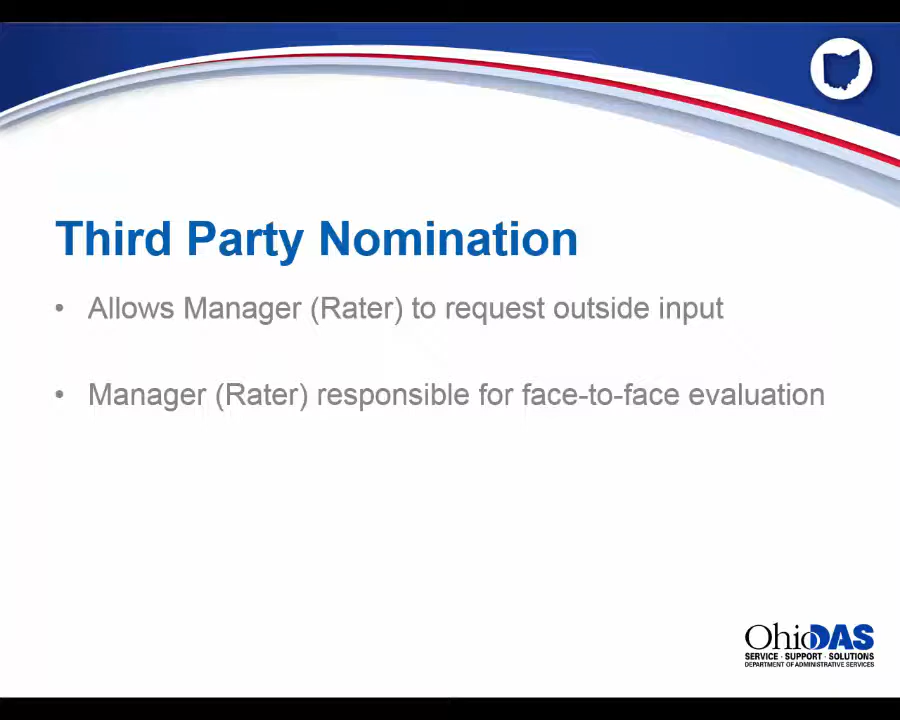 Third Party Nomination
• Allows Manager (Rater) to request outside input
• Manager (Rater) responsible for face-to-face evaluation
OhioDAS
SERVICE · SUPPORT · SOLUTIONS
DEPARTMENT OF ADMINISTRATIVE SERVICES